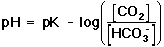 pH = pK - log([CO₂]/[HCO₃⁻])